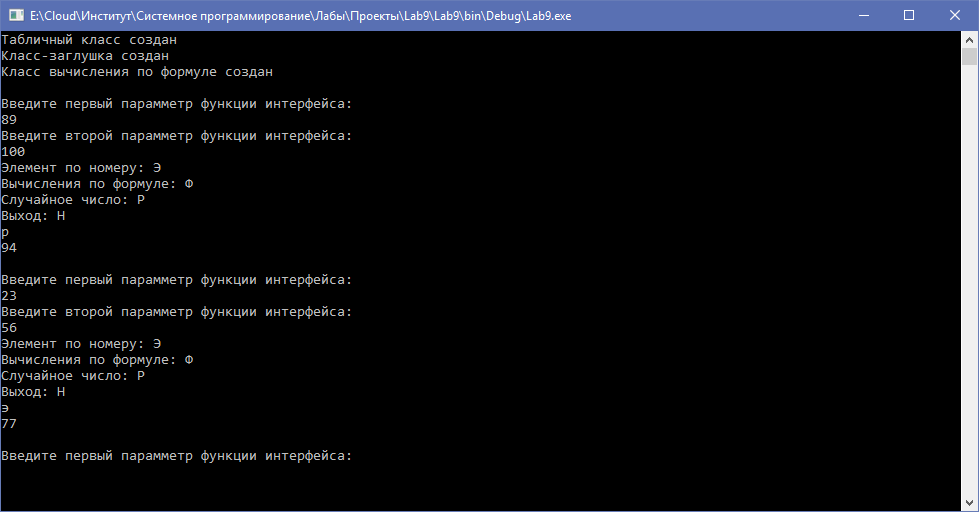 E:\Cloud\Институт\Системное программирование\Лабы\Проекты\Lab9\Lab9\bin\Debug\Lab9.exe
Табличный класс создан
Класс-заглушка создан
Класс вычисления по формуле создан
Введите первый парамметр функции интерфейса:
89
Введите второй парамметр функции интерфейса:
100
Элемент по номеру: Э
Вычисления по формуле: Ф
Случайное число: Р
Выход: Н
р
94
Введите первый парамметр функции интерфейса:
23
Введите второй парамметр функции интерфейса:
56
Элемент по номеру: Э
Вычисления по формуле: Ф
Случайное число: Р
Выход: Н
э
77
Введите первый парамметр функции интерфейса: